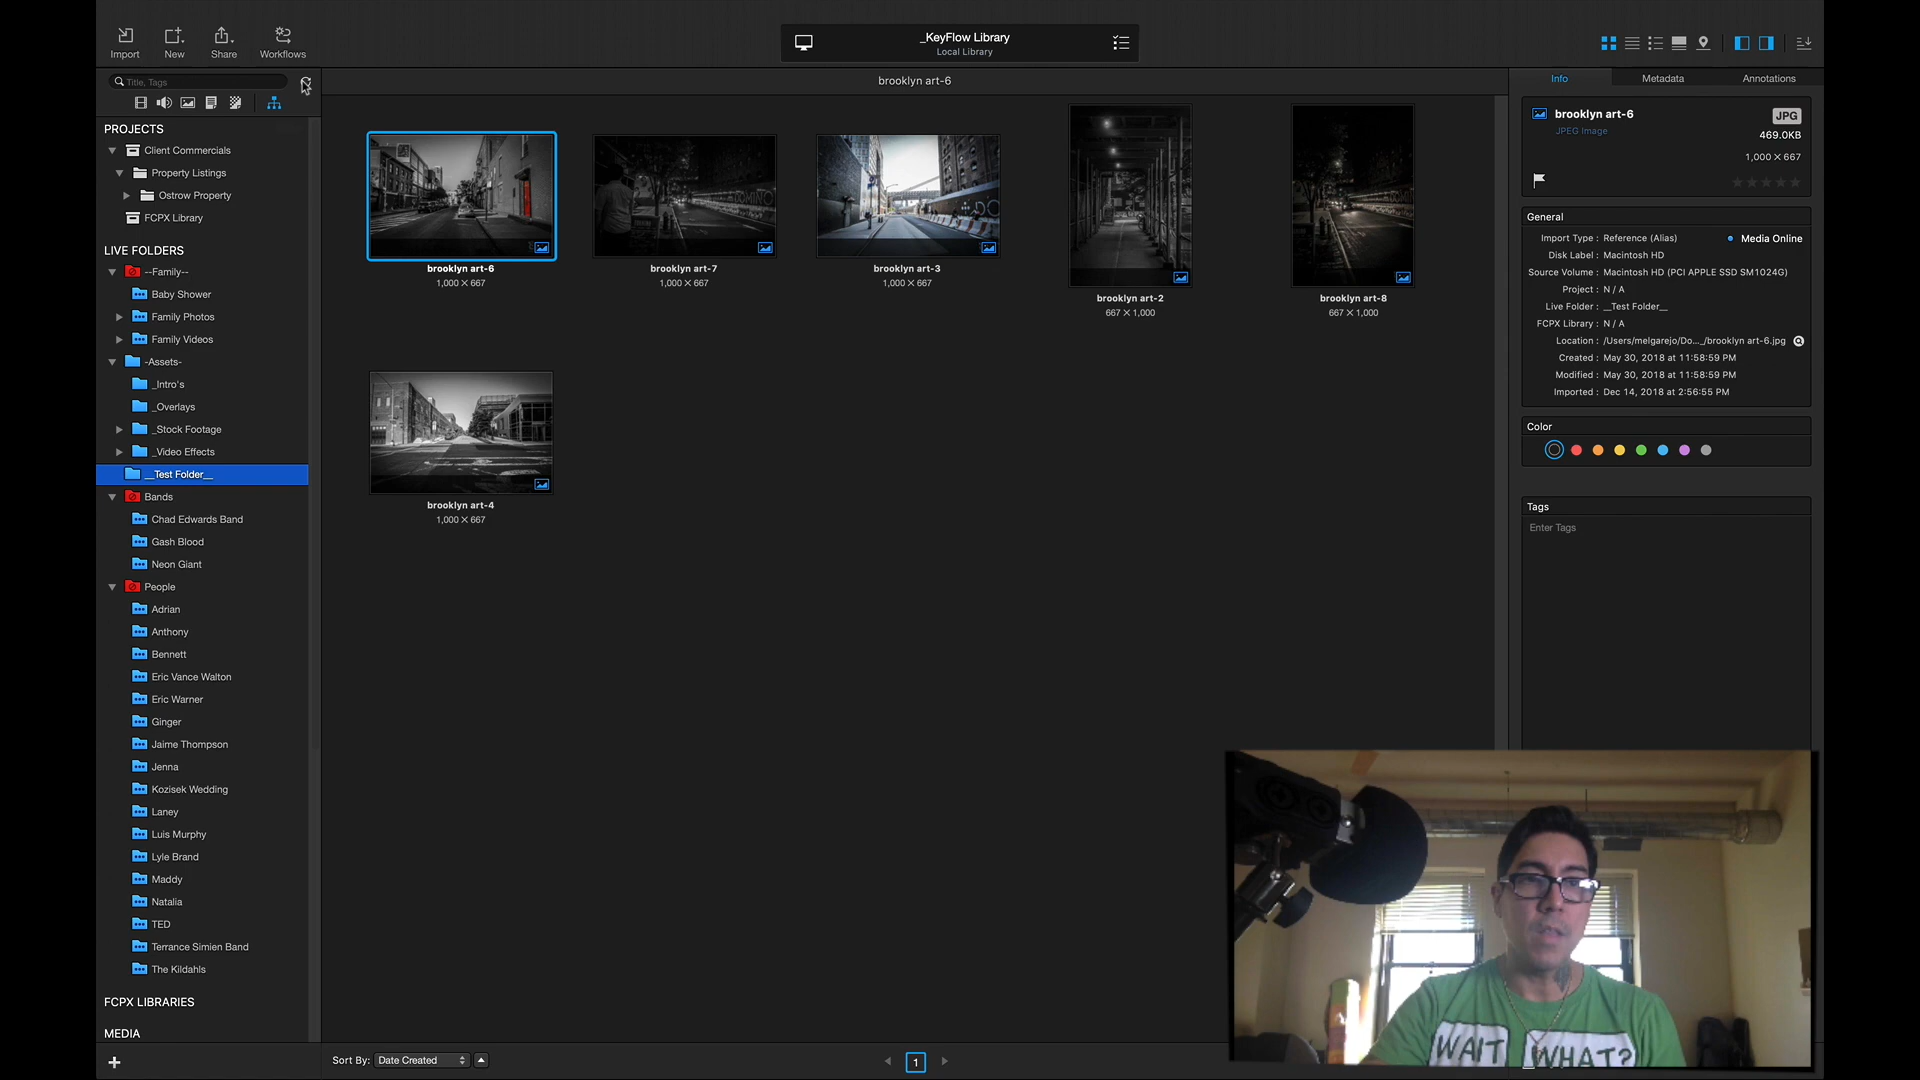 _KeyFlow Library
Local Library
Import
New
Share
Workflows
Title, Tags
brooklyn art-6
Info
Metadata
Annotations
PROJECTS
Client Commercials
Property Listings
Ostrow Property
FCPX Library
LIVE FOLDERS
--Family--
Baby Shower
Family Photos
Family Videos
-Assets-
_Intro's
_Overlays
_Stock Footage
_Video Effects
__Test Folder__
Bands
Chad Edwards Band
Gash Blood
Neon Giant
People
Adrian
Anthony
Bennett
Eric Vance Walton
Eric Warner
Ginger
Jaime Thompson
Jenna
Kozisek Wedding
Laney
Luis Murphy
Lyle Brand
Maddy
Natalia
TED
Terrance Simien Band
The Kildahls
FCPX LIBRARIES
MEDIA
brooklyn art-6
1,000 X 667
brooklyn art-7
1,000 X 667
brooklyn art-3
1,000 X 667
brooklyn art-2
667 X 1,000
brooklyn art-8
667 X 1,000
brooklyn art-4
1,000 X 667
Sort By: Date Created
1
brooklyn art-6
JPEG Image
JPG
469.0KB
1,000 X 667
General
Import Type : Reference (Alias) Media Online
Disk Label : Macintosh HD
Source Volume : Macintosh HD (PCI APPLE SSD SM1024G)
Project : N / A
Live Folder : __Test Folder__
FCPX Library : N / A
Location : /Users/melgarejo/Do..._/brooklyn art-6.jpg
Created : May 30, 2018 at 11:58:59 PM
Modified : May 30, 2018 at 11:58:59 PM
Imported : Dec 14, 2018 at 2:56:55 PM
Color
Tags
Enter Tags
WAIT WHAT?